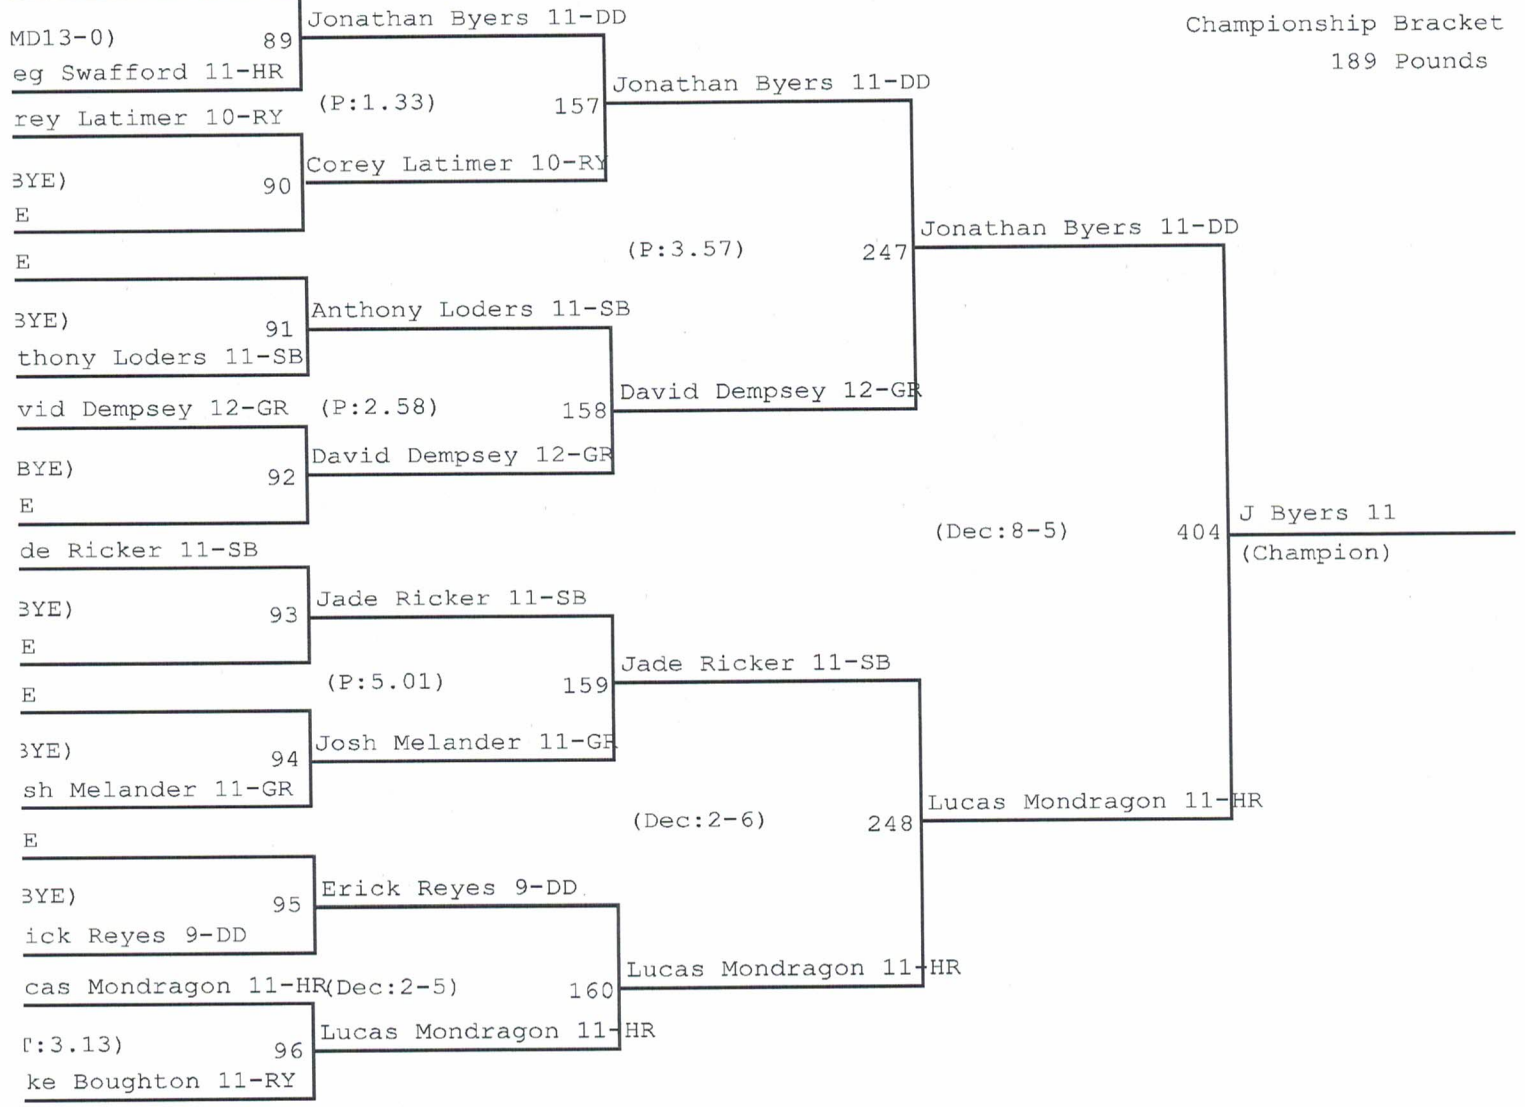 Championship Bracket
189 Pounds
Jonathan Byers 11-DD
MD13-0)
89
eg Swafford 11-HR
Jonathan Byers 11-DD
(P:1.33)
157
rey Latimer 10-RY
Corey Latimer 10-RY
BYE)
90
E
Jonathan Byers 11-DD
(P:3.57)
247
E
Anthony Loders 11-SB
BYE)
91
thony Loders 11-SB
David Dempsey 12-GR
vid Dempsey 12-GR
(P:2.58)
158
David Dempsey 12-GR
BYE)
92
E
J Byers 11
(Dec:8-5)
404
(Champion)
de Ricker 11-SB
Jade Ricker 11-SB
BYE)
93
E
Jade Ricker 11-SB
(P:5.01)
159
E
Josh Melander 11-GR
BYE)
94
sh Melander 11-GR
Lucas Mondragon 11-HR
(Dec:2-6)
248
E
Erick Reyes 9-DD
BYE)
95
ick Reyes 9-DD
Lucas Mondragon 11-HR
cas Mondragon 11-HR
(Dec:2-5)
160
Lucas Mondragon 11-HR
:3.13)
96
ke Boughton 11-RY